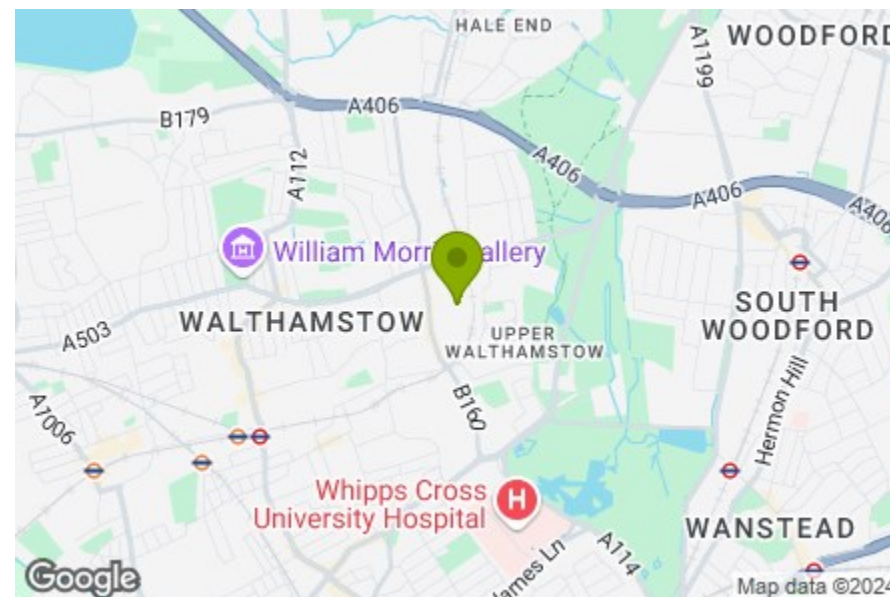 HALE END
WOODFORD
A1199
A406
B179
A112
A406
A406
A406
William Morris Gallery
A503
WALTHAMSTOW
UPPER
WALTHAMSTOW
SOUTH
WOODFORD
Hermon Hill
A7006
B160
Whipps Cross
University Hospital
H
WANSTEAD
James Ln
A114
Google
Map data ©2024